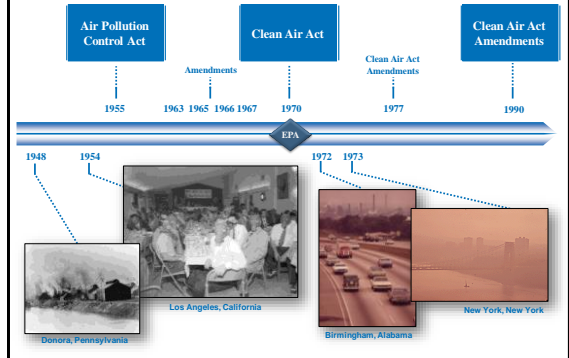 Air Pollution
Control Act
Clean Air Act
Clean Air Act
Amendments
Amendments
Clean Air Act
Amendments
1955
1963 1965 1966 1967
1970
1977
1990
EPA
1948
1954
1972
1973
Los Angeles, California
New York, New York
Donora, Pennsylvania
Birmingham, Alabama